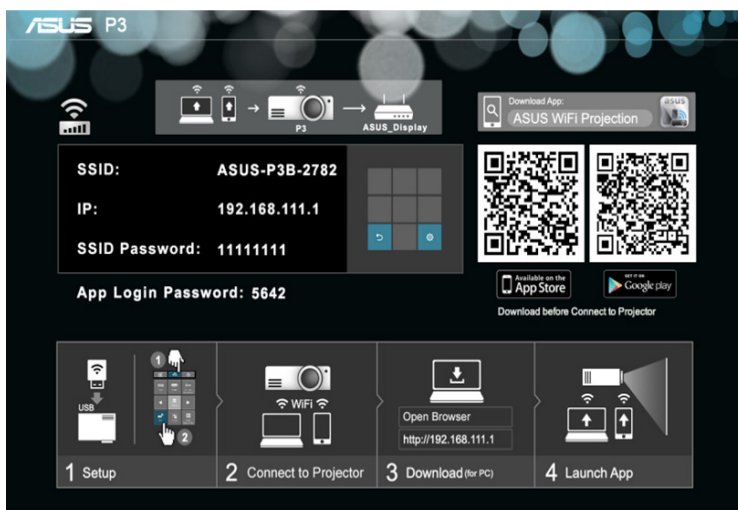 ASUS P3
P3
ASUS_Display
Download App:
ASUS WiFi Projection
asus
SSID: ASUS-P3B-2782
IP: 192.168.111.1
SSID Password: 11111111
App Login Password: 5642
Available on the
App Store
GET IT ON
Google play
Download before Connect to Projector
USB
1
2
WiFi
Open Browser
http://192.168.111.1
1 Setup
2 Connect to Projector
3 Download (for PC)
4 Launch App